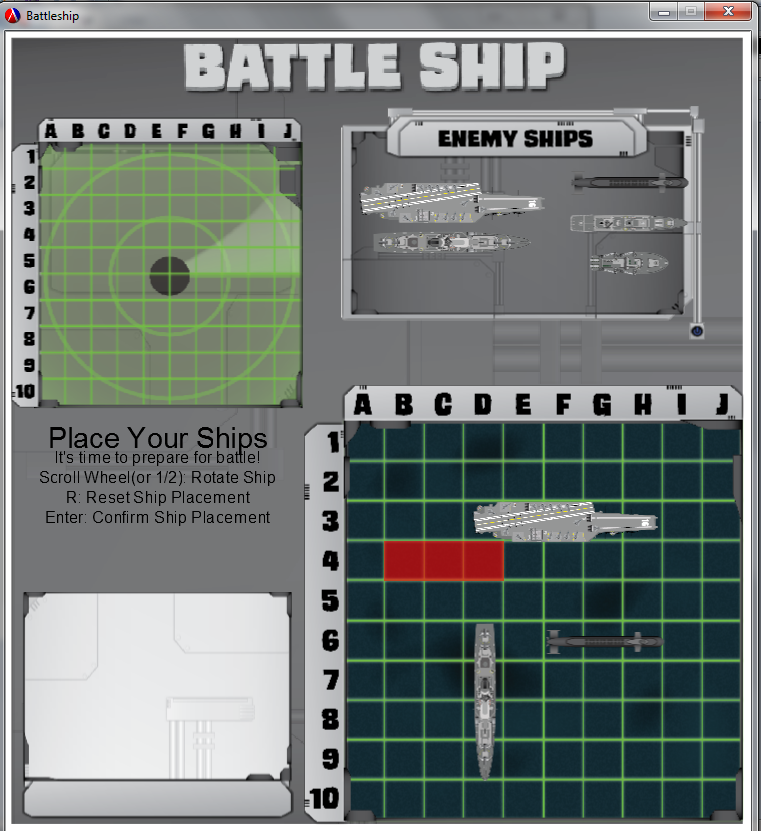 Battleship
BATTLE SHIP
A B C D E F G H I J
1
2
3
4
5
6
7
8
9
10
ENEMY SHIPS
Place Your Ships
It's time to prepare for battle!
Scroll Wheel(or 1/2): Rotate Ship
R: Reset Ship Placement
Enter: Confirm Ship Placement
A B C D E F G H I J
1
2
3
4
5
6
7
8
9
10